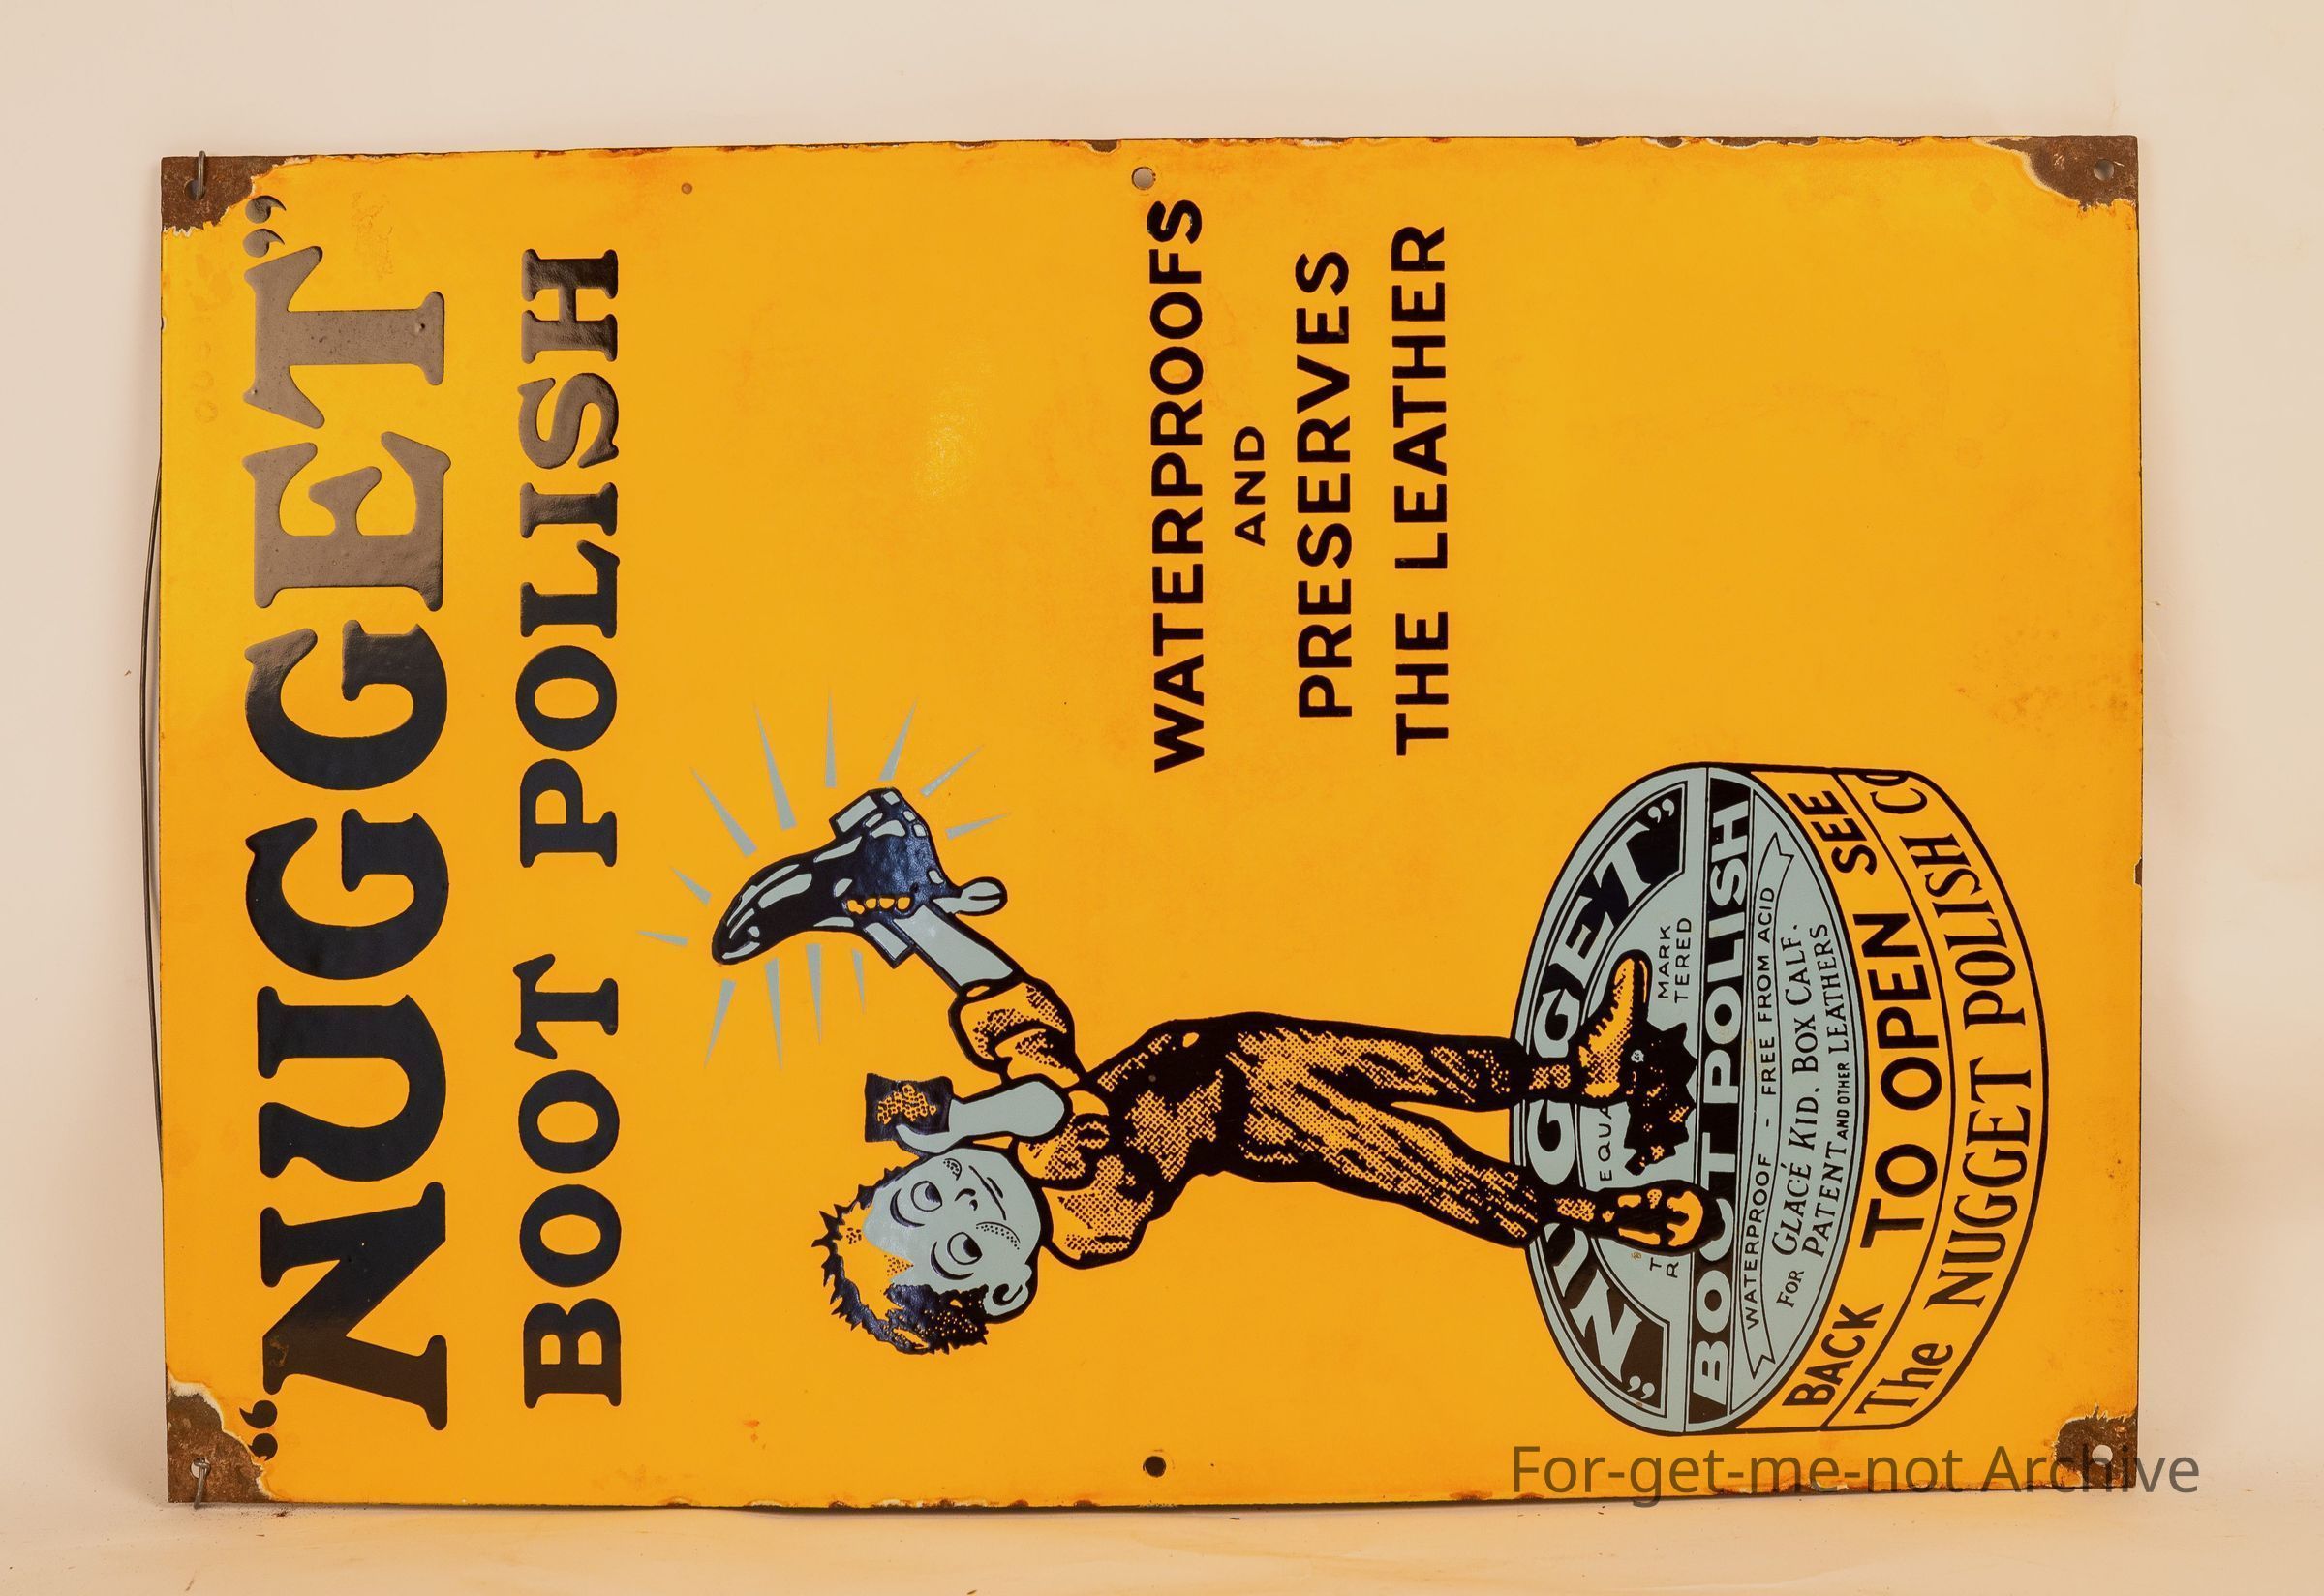 “NUGGET”
BOOT POLISH
WATERPROOFS
AND
PRESERVES
THE LEATHER
“NUGGET”
MARK
TERED
BOOT POLISH
WATERPROOF - FREE FROM ACID
FOR GLACÉ KID, BOX CALF.
PATENT AND OTHER LEATHERS
BACK TO OPEN SEE
The NUGGET POLISH CO
For-get-me-not Archive